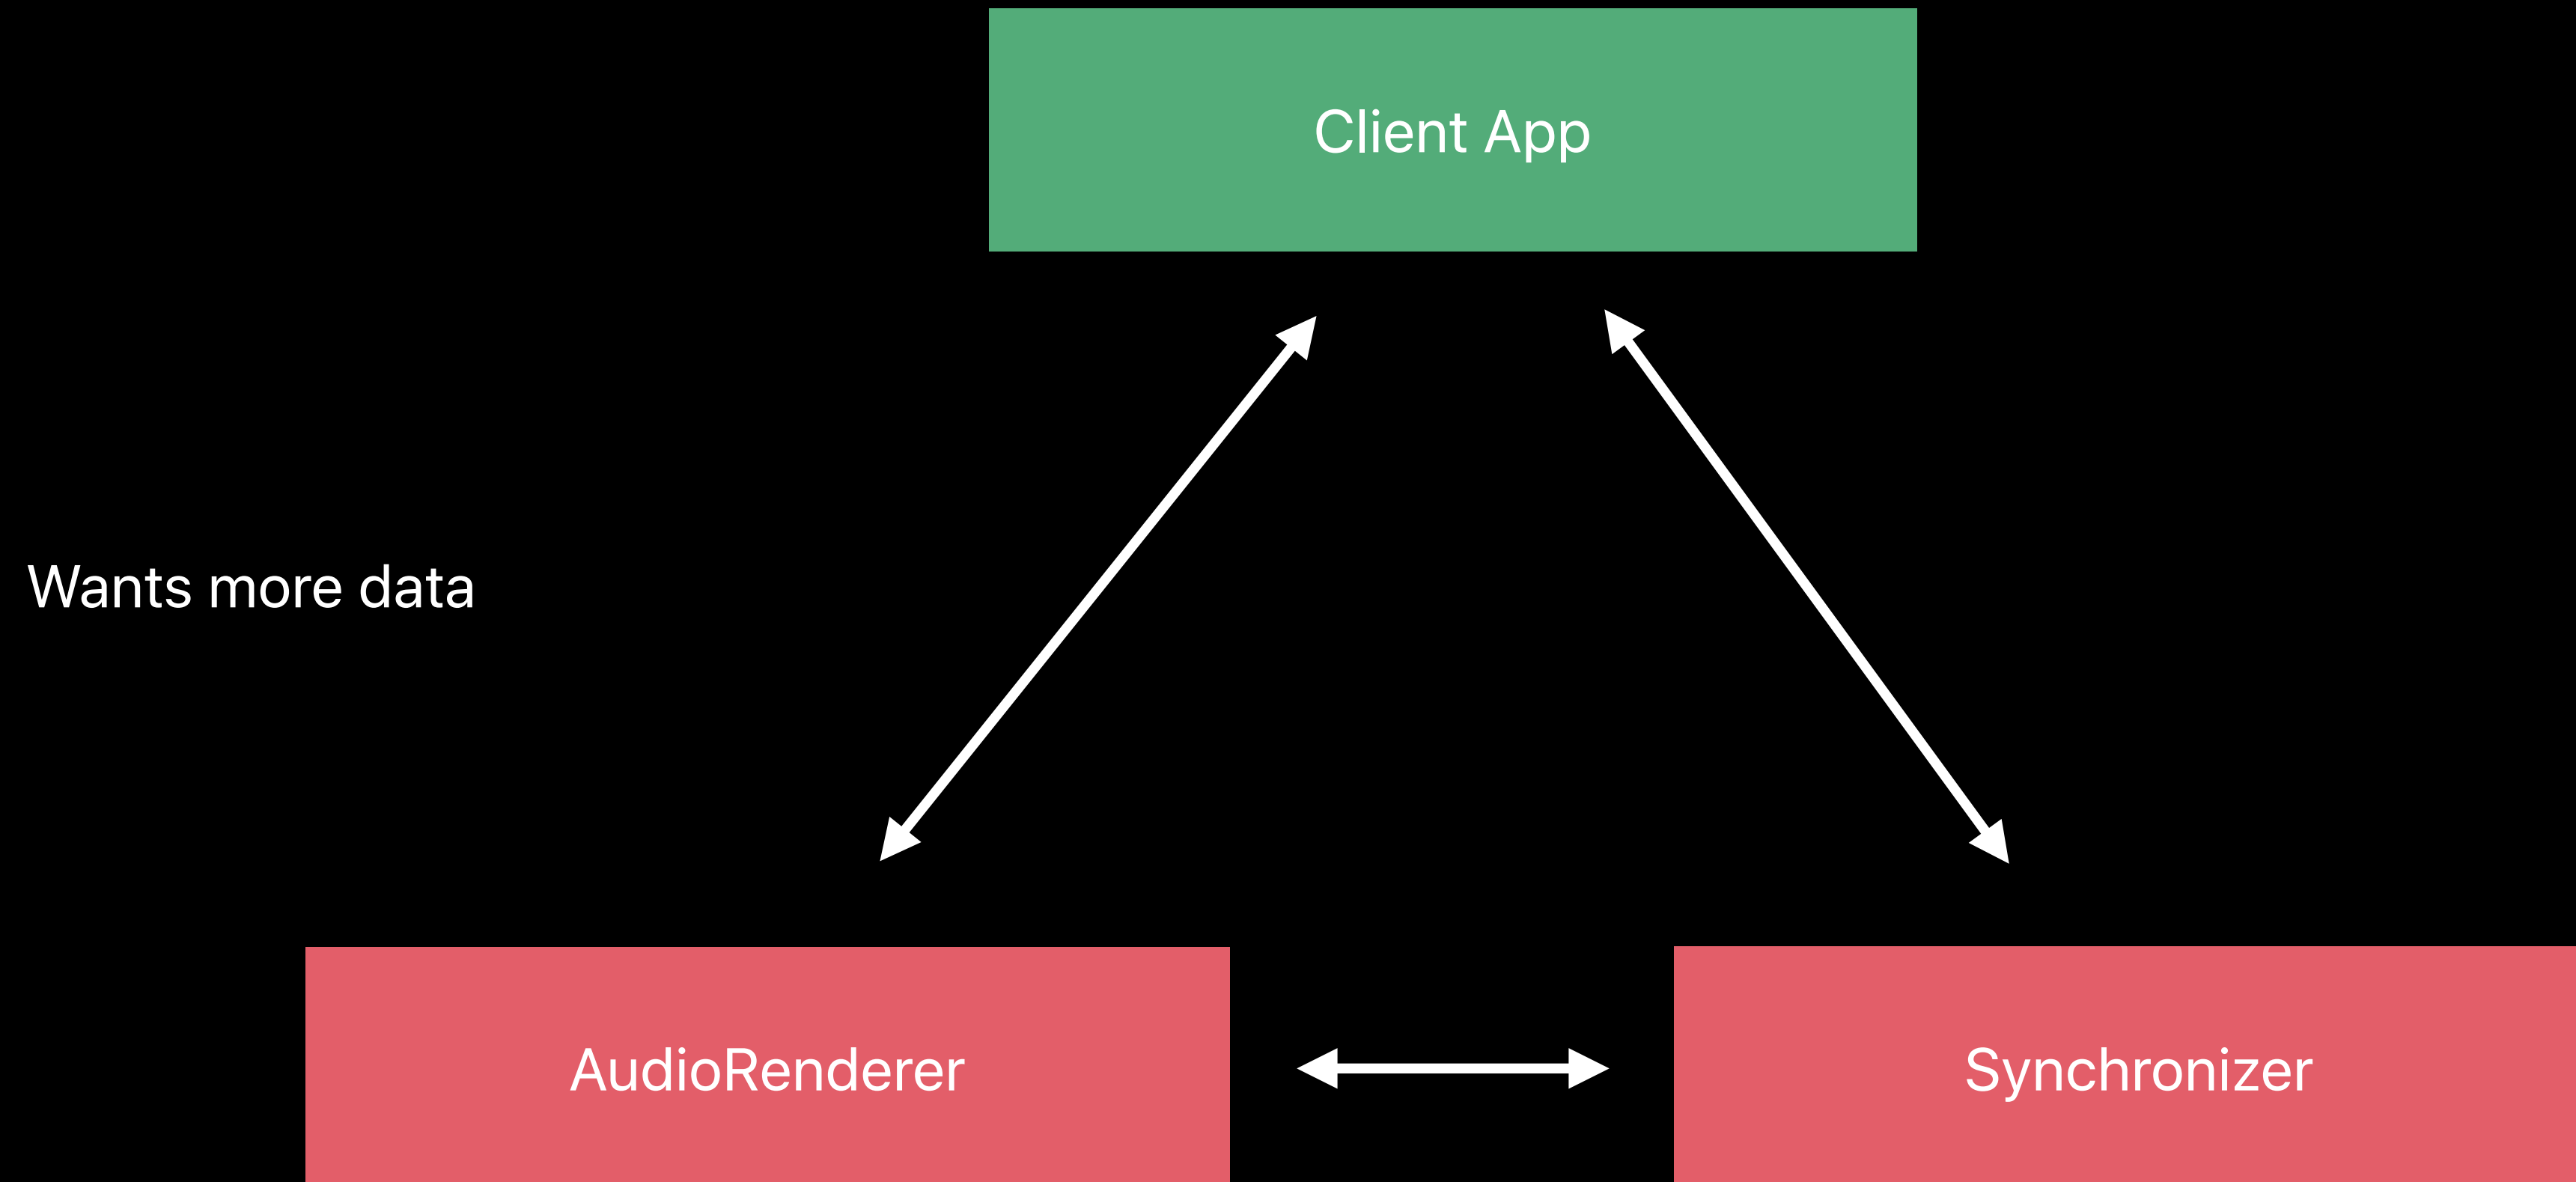 Client App
Wants more data
AudioRenderer
Synchronizer